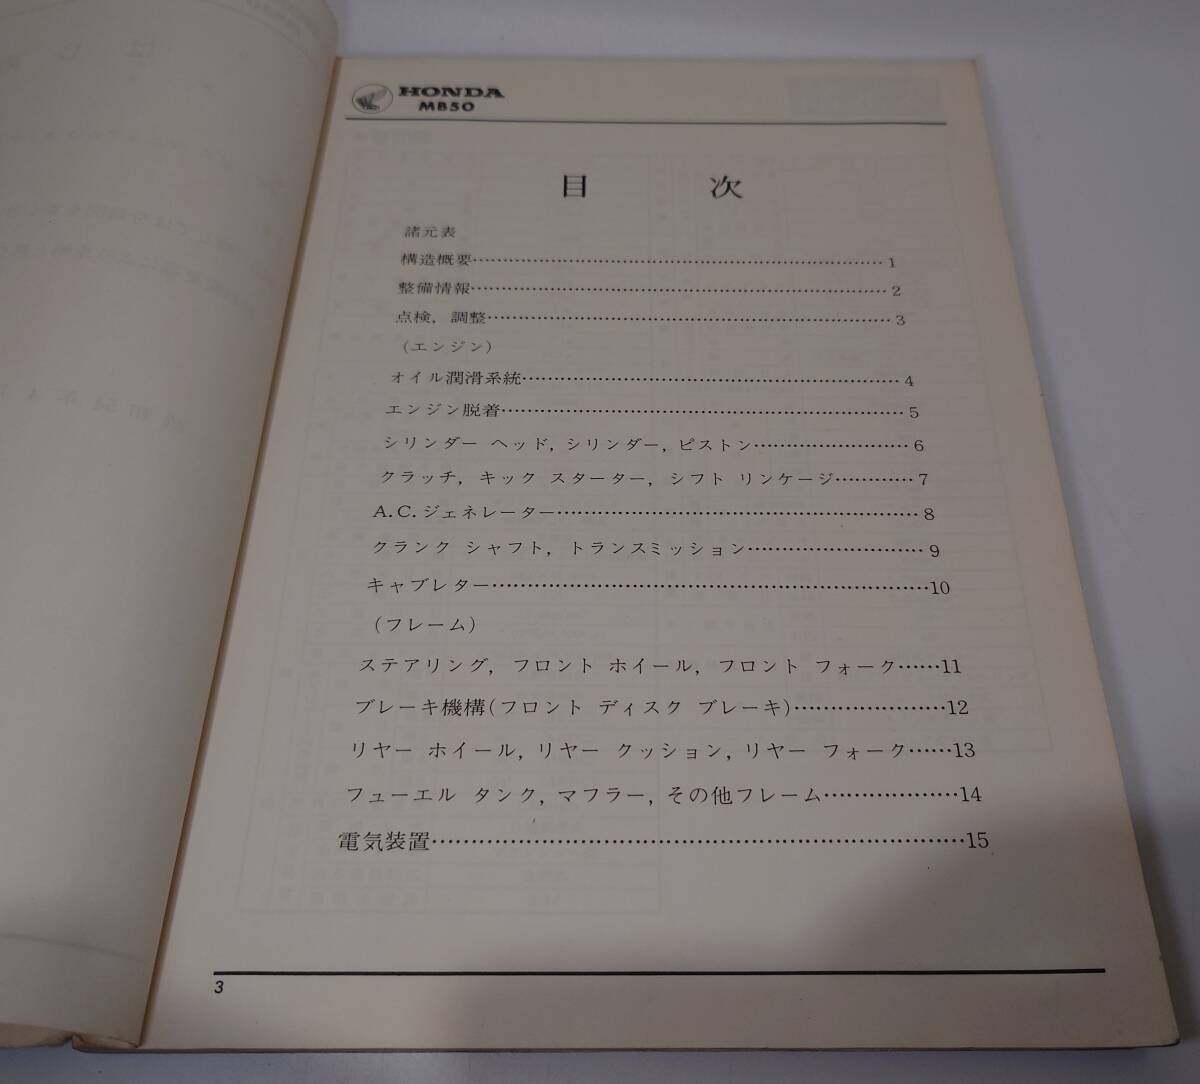 HONDA
MB50
目次
諸元表
構造概要……………………………………………………………1
整備情報……………………………………………………………2
点検，調整…………………………………………………………3
(エンジン)
オイル潤滑系統……………………………………………………4
エンジン脱着………………………………………………………5
シリンダー ヘッド，シリンダー，ピストン……………………6
クラッチ，キック スターター，シフト リンケージ…………7
A.C.ジェネレーター………………………………………………8
クランク シャフト，トランスミッション………………………9
キャブレター………………………………………………………10
(フレーム)
ステアリング，フロント ホイール，フロント フォーク……11
ブレーキ機構(フロント ディスク ブレーキ)…………………12
リヤー ホイール，リヤー クッション，リヤー フォーク……13
フューエル タンク，マフラー，その他フレーム………………14
電気装置……………………………………………………………15
3